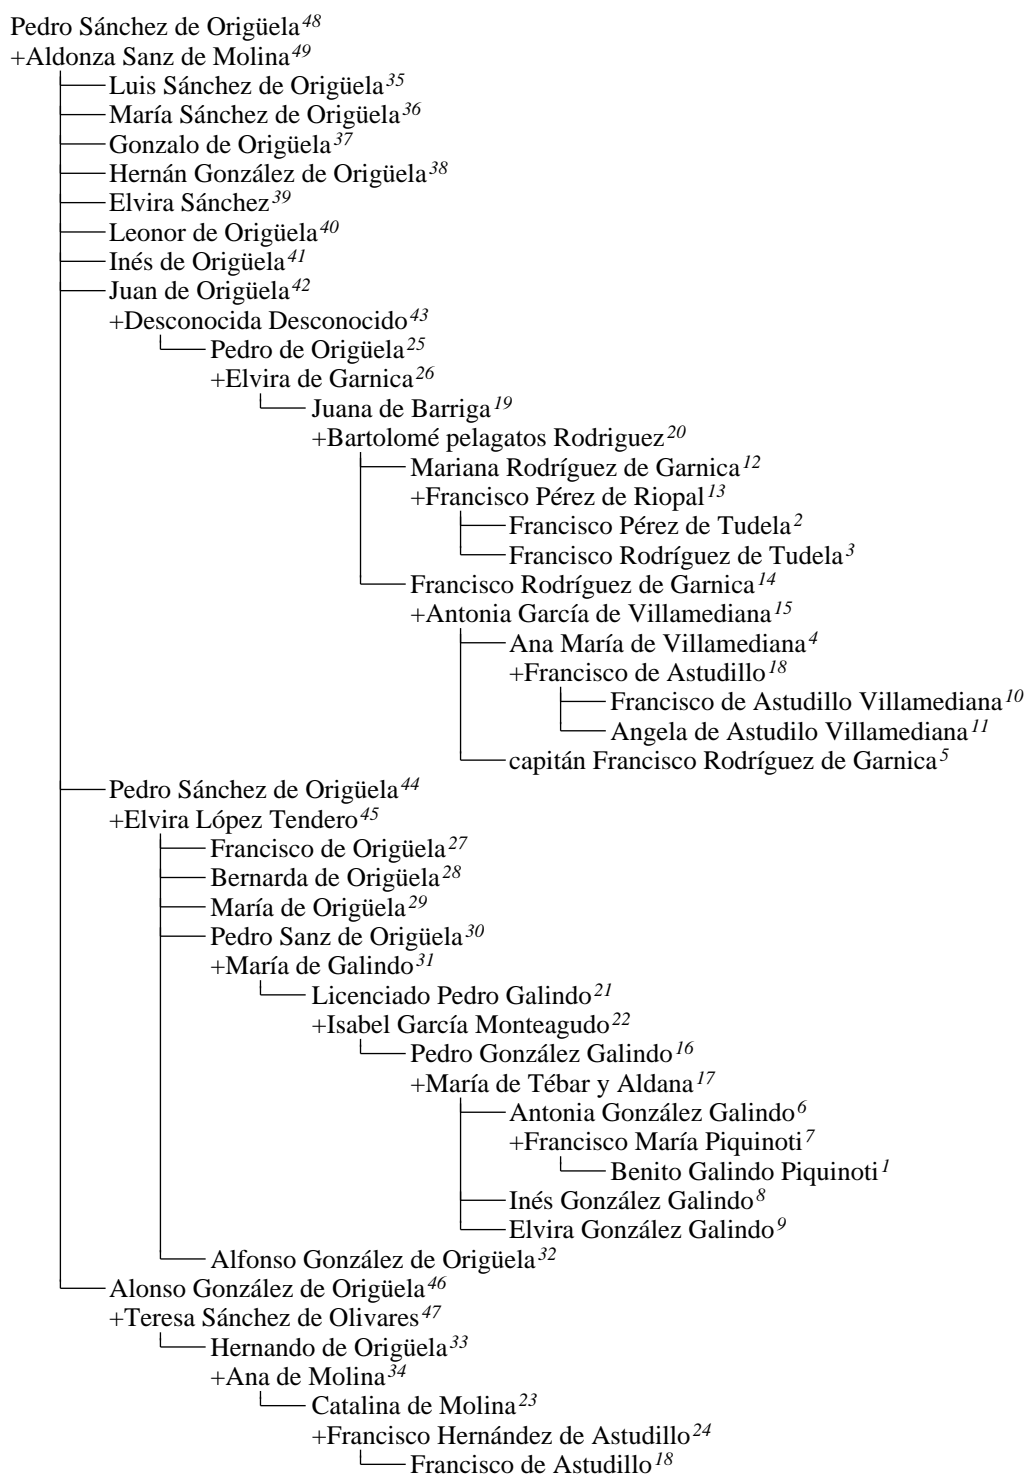 Pedro Sánchez de Origüela48
+Aldonza Sanz de Molina49
Luis Sánchez de Origüela35
María Sánchez de Origüela36
Gonzalo de Origüela37
Hernán González de Origüela38
Elvira Sánchez39
Leonor de Origüela40
Inés de Origüela41
Juan de Origüela42
+Desconocida Desconocido43
Pedro de Origüela25
+Elvira de Garnica26
Juana de Barriga19
+Bartolomé pelagatos Rodriguez20
Mariana Rodríguez de Garnica12
+Francisco Pérez de Riopal13
Francisco Pérez de Tudela2
Francisco Rodríguez de Tudela3
Francisco Rodríguez de Garnica14
+Antonia García de Villamediana15
Ana María de Villamediana4
+Francisco de Astudillo18
Francisco de Astudillo Villamediana10
Angela de Astudilo Villamediana11
capitán Francisco Rodríguez de Garnica5
Pedro Sánchez de Origüela44
+Elvira López Tendero45
Francisco de Origüela27
Bernarda de Origüela28
María de Origüela29
Pedro Sanz de Origüela30
+María de Galindo31
Licenciado Pedro Galindo21
+Isabel García Monteagudo22
Pedro González Galindo16
+María de Tébar y Aldana17
Antonia González Galindo6
+Francisco María Piquinoti7
Benito Galindo Piquinoti1
Inés González Galindo8
Elvira González Galindo9
Alfonso González de Origüela32
Alonso González de Origüela46
+Teresa Sánchez de Olivares47
Hernando de Origüela33
+Ana de Molina34
Catalina de Molina23
+Francisco Hernández de Astudillo24
Francisco de Astudillo18